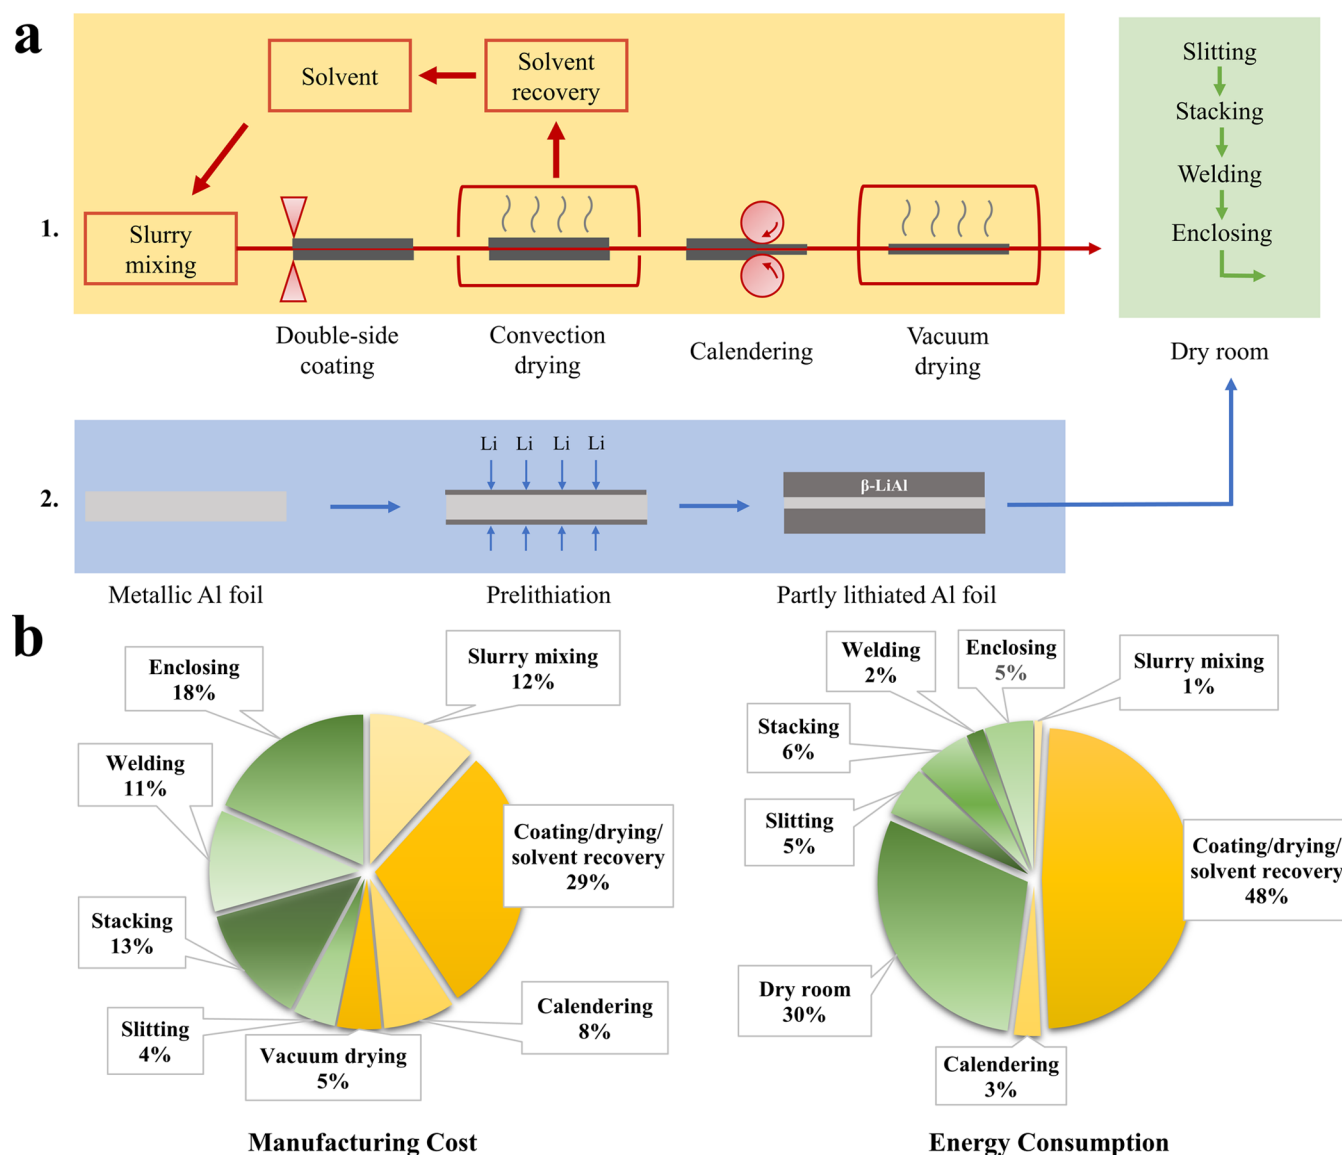 a
Solvent
Solvent
recovery
Slitting
Stacking
Welding
Enclosing
1.
Slurry
mixing
Double-side
coating
Convection
drying
Calendering
Vacuum
drying
Dry room
2.
Li Li Li Li
β-LiAl
Metallic Al foil
Prelithiation
Partly lithiated Al foil
b
Enclosing
18%
Slurry mixing
12%
Welding
11%
Coating/drying/
solvent recovery
29%
Stacking
13%
Slitting
4%
Vacuum drying
5%
Calendering
8%
Manufacturing Cost
Welding
2%
Enclosing
5%
Slurry mixing
1%
Stacking
6%
Slitting
5%
Coating/drying/
solvent recovery
48%
Dry room
30%
Calendering
3%
Energy Consumption